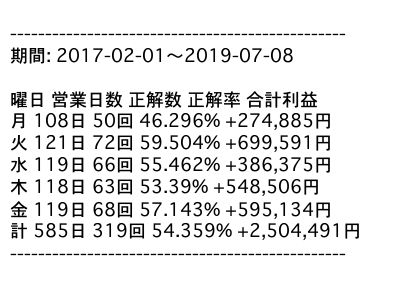 ------------------------------------------------
期間: 2017-02-01〜2019-07-08
曜日 営業日数 正解数 正解率 合計利益
月 108日 50回 46.296% +274,885円
火 121日 72回 59.504% +699,591円
水 119日 66回 55.462% +386,375円
木 118日 63回 53.39% +548,506円
金 119日 68回 57.143% +595,134円
計 585日 319回 54.359% +2,504,491円
------------------------------------------------